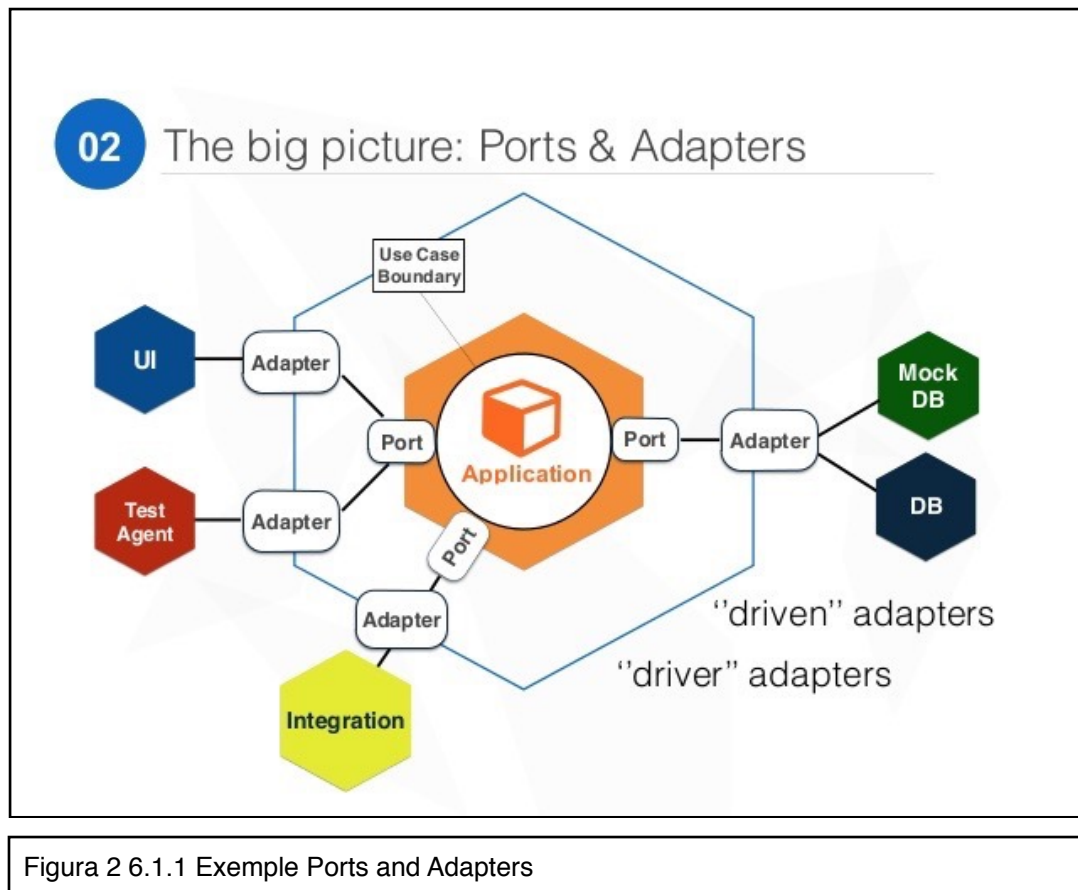 02
The big picture: Ports & Adapters
Use Case
Boundary
UI
Adapter
Port
Test
Agent
Adapter
Application
Port
Adapter
Integration
Port
Adapter
Mock
DB
DB
‘’driven’’ adapters
‘’driver’’ adapters
Figura 2 6.1.1 Exemple Ports and Adapters